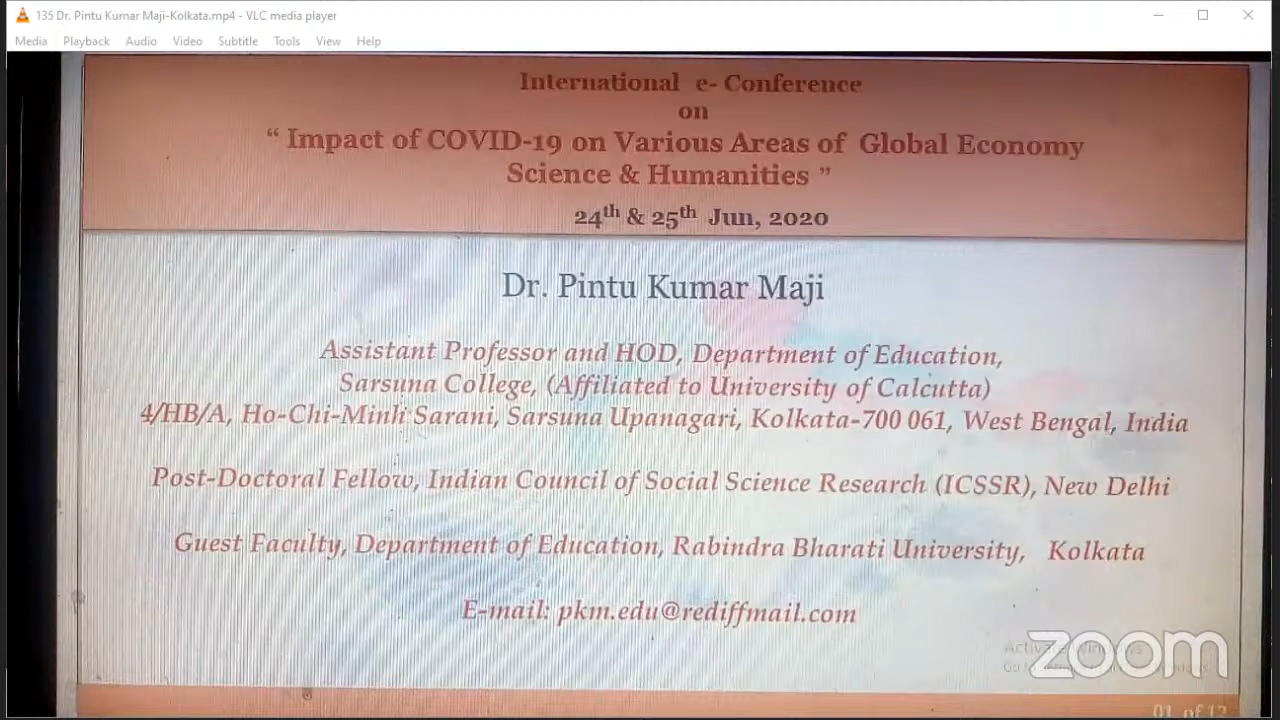 135 Dr. Pintu Kumar Maji-Kolkata.mp4 - VLC media player
Media Playback Audio Video Subtitle Tools View Help
International e- Conference
on
“ Impact of COVID-19 on Various Areas of Global Economy
Science & Humanities ”
24th & 25th Jun, 2020
Dr. Pintu Kumar Maji
Assistant Professor and HOD, Department of Education,
Sarsuna College, (Affiliated to University of Calcutta)
4/HB/A, Ho-Chi-Minh Sarani, Sarsuna Upanagari, Kolkata-700 061, West Bengal, India
Post-Doctoral Fellow, Indian Council of Social Science Research (ICSSR), New Delhi
Guest Faculty, Department of Education, Rabindra Bharati University, Kolkata
E-mail: pkm.edu@rediffmail.com
Activate Windows
zoom
01 of 12